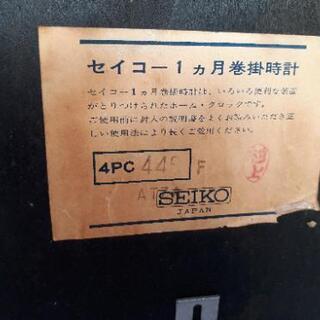 セイコー1ヵ月巻掛時計
セイコー1ヵ月巻掛時計は、いろいろ便利な装置
がとりつけられたホーム・クロックです。
ご使用前に封入の説明書をよくお読みいただき正
しい使用法により長くご愛用ください。
4PC 445 F
SEIKO
JAPAN